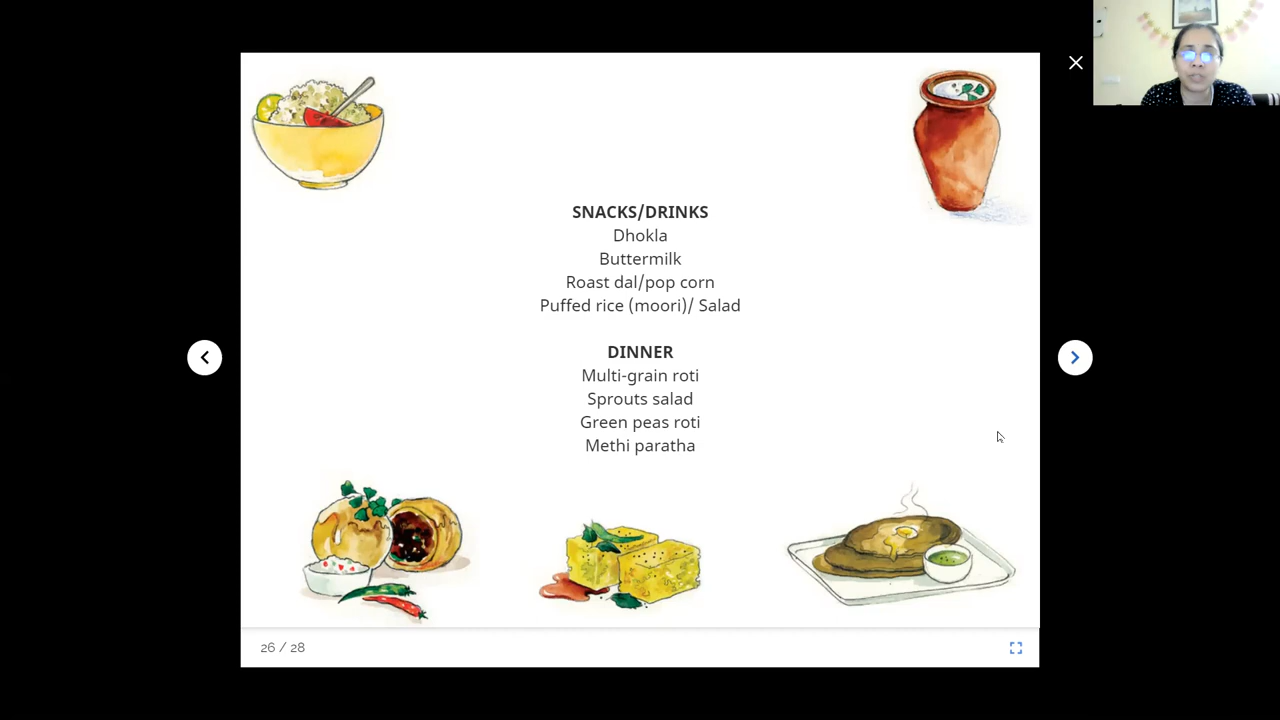 SNACKS/DRINKS
Dhokla
Buttermilk
Roast dal/pop corn
Puffed rice (moori)/ Salad
DINNER
Multi-grain roti
Sprouts salad
Green peas roti
Methi paratha
26 / 28